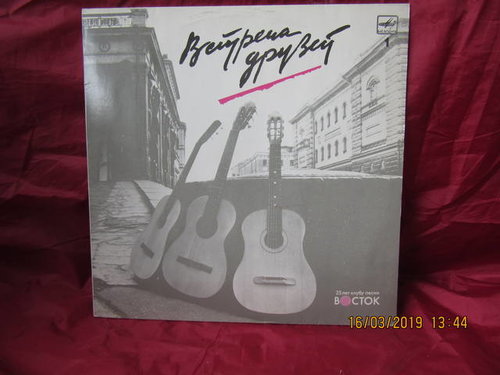 Встреча
друзей
1
25 лет клубу песни
ВОСТОК
16/03/2019 13:44